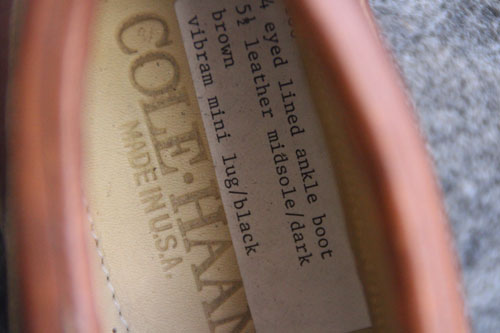 COLE·HAAN
MADE IN U.S.A.
4 eyed lined ankle boot
5½ leather midsole/dark
brown
vibram mini lug/black